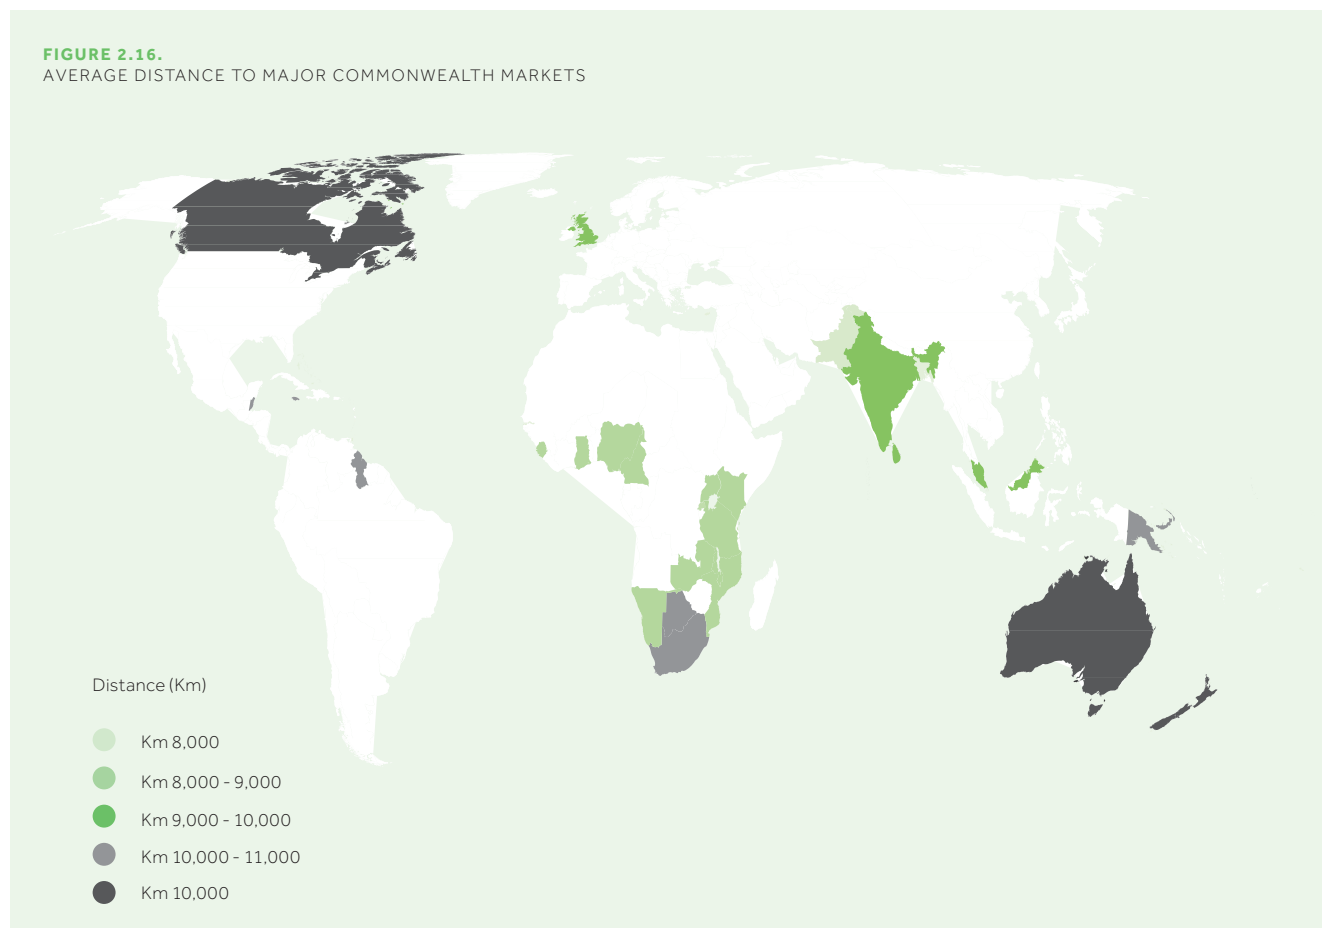 FIGURE 2.16.
AVERAGE DISTANCE TO MAJOR COMMONWEALTH MARKETS
Distance (Km)
Km 8,000
Km 8,000 - 9,000
Km 9,000 - 10,000
Km 10,000 - 11,000
Km 10,000